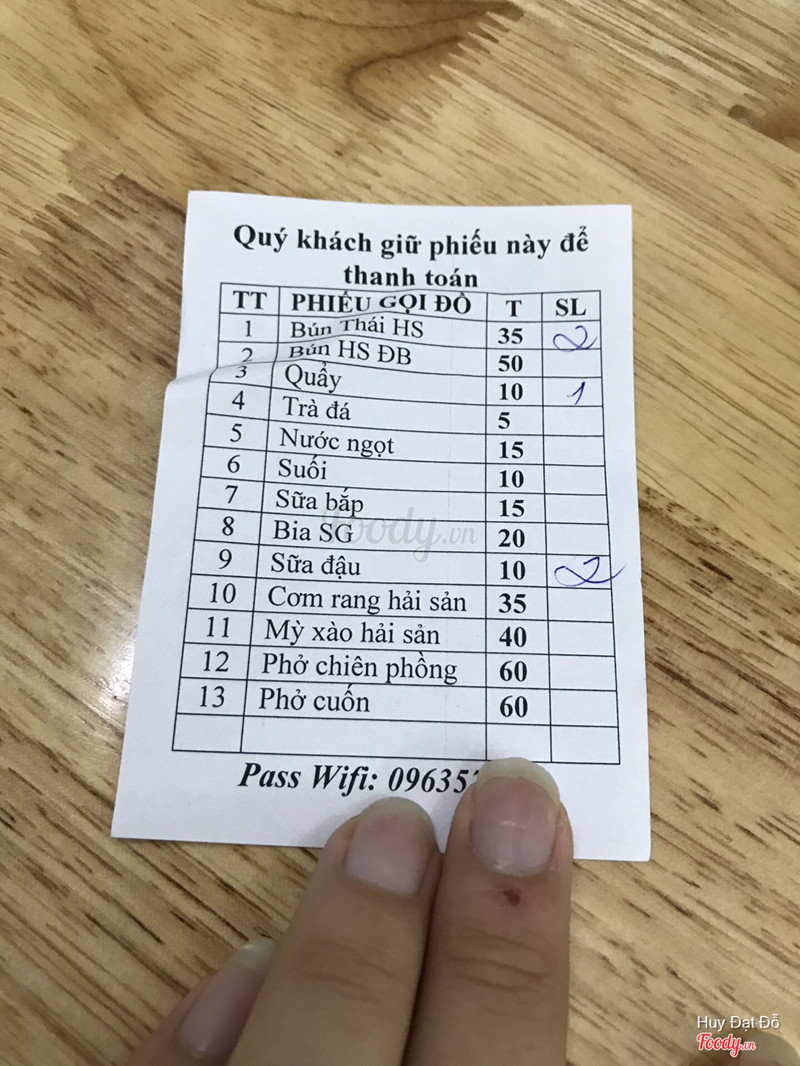 Quý khách giữ phiếu này để
thanh toán
TT PHIẾU GỌI ĐỒ T SL
1 Bún Thái HS 35 2
2 Bún HS ĐB 50
3 Quẩy 10 1
4 Trà đá 5
5 Nước ngọt 15
6 Suối 10
7 Sữa bắp 15
8 Bia SG 20
9 Sữa đậu 10 2
10 Cơm rang hải sản 35
11 Mỳ xào hải sản 40
12 Phở chiên phồng 60
13 Phở cuốn 60
Pass Wifi: 09635
Foody.vn
Huy Đạt Đỗ
Foody.vn